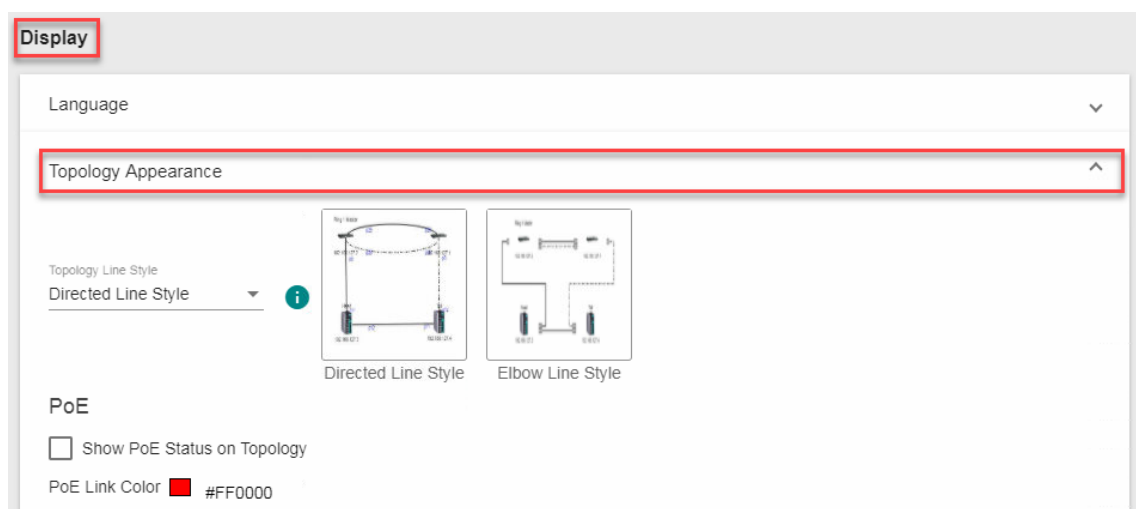 Display
Language
Topology Appearance
Topology Line Style
Directed Line Style
Directed Line Style
Elbow Line Style
PoE
Show PoE Status on Topology
PoE Link Color
#FF0000